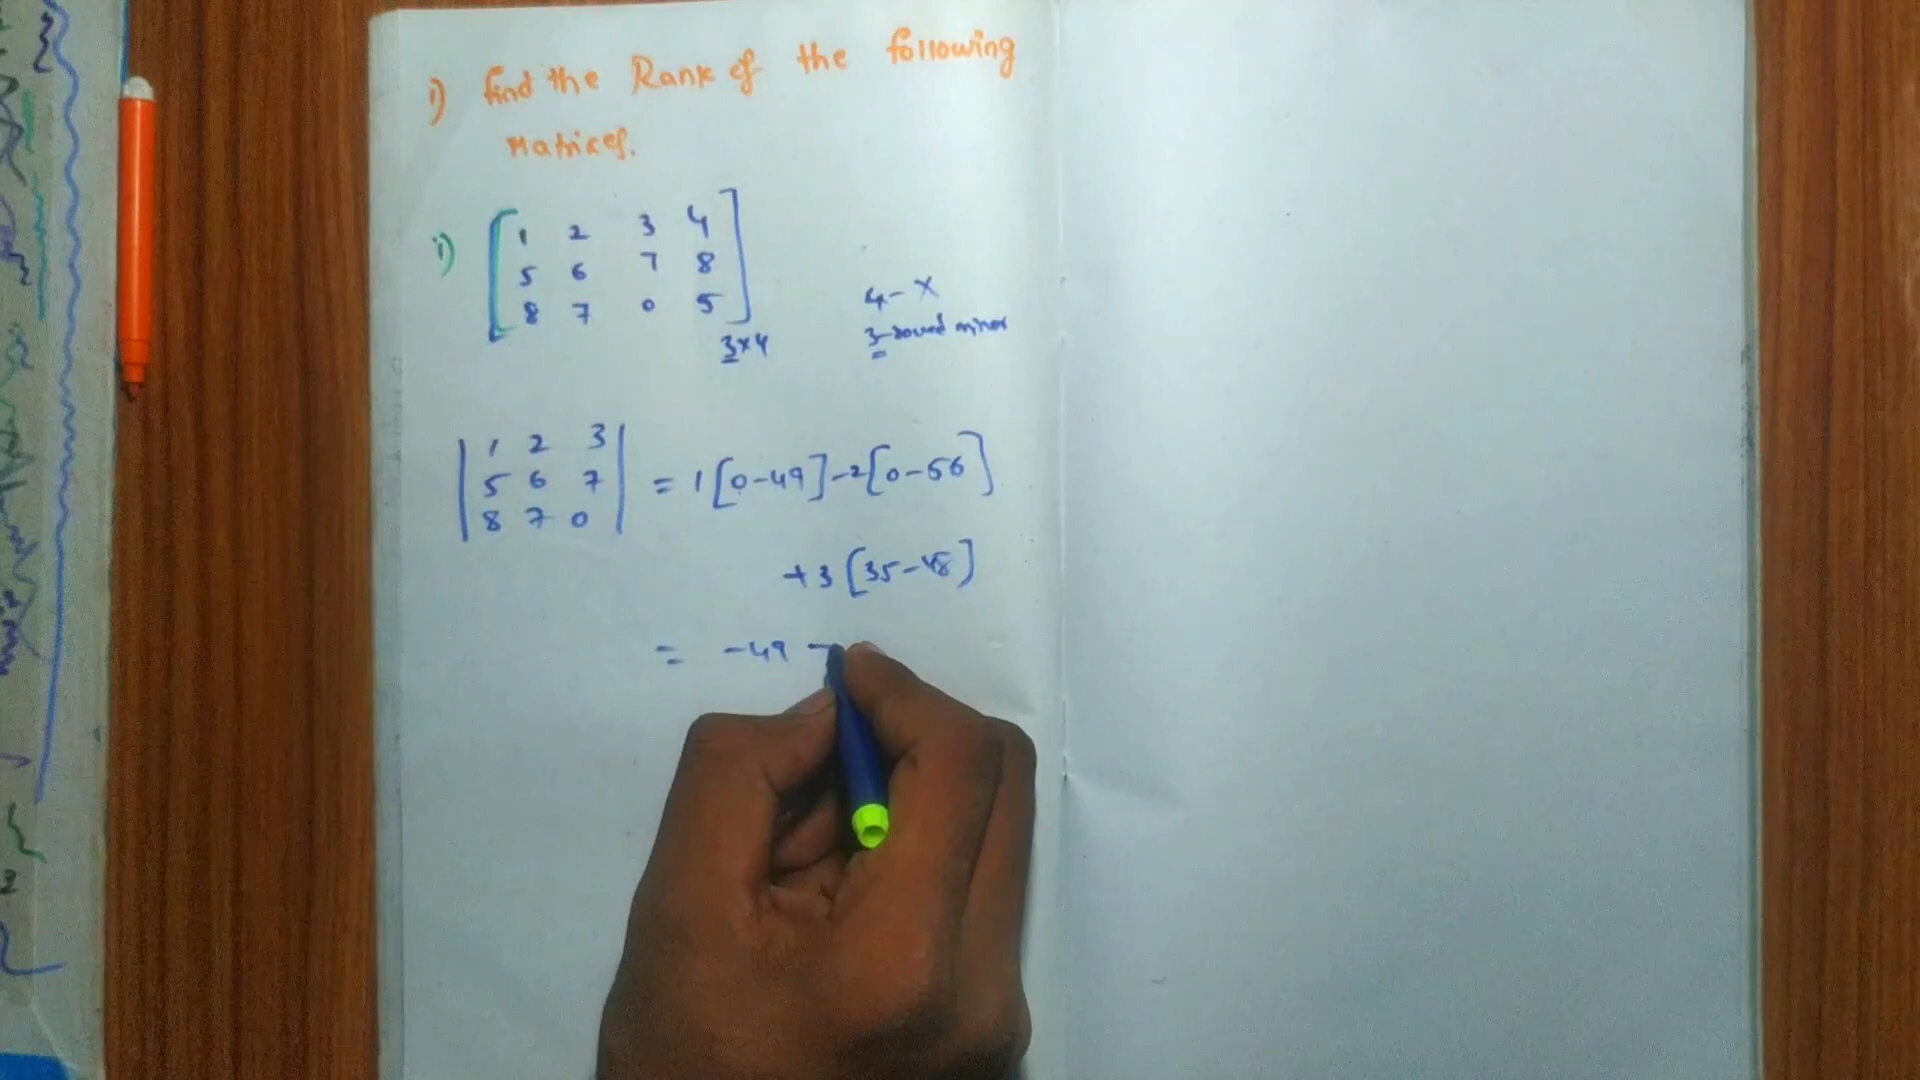 1) find the Rank of the following
Matrices.
i) [1 2 3 4
5 6 7 8
8 7 0 5] 3x4
4 - x
3-round minor
|1 2 3
5 6 7
8 7 0| = 1[0-49]-2[0-56]
+3[35-48]
= -49 -